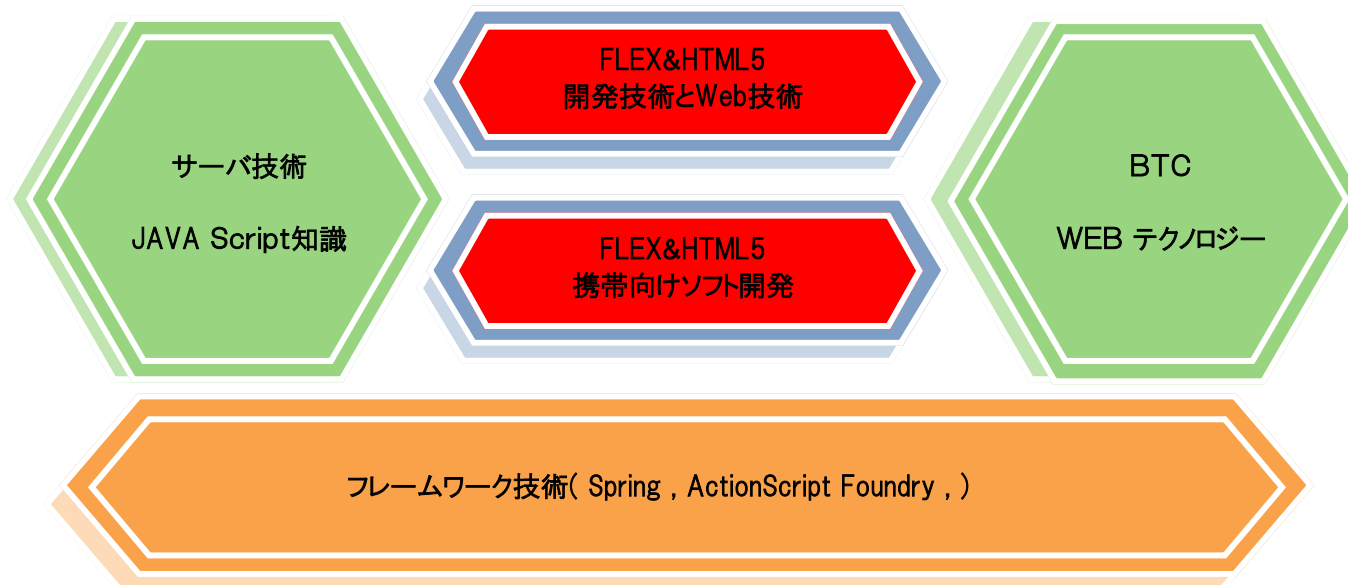 サーバ技術
JAVA Script知識
FLEX&HTML5
開発技術とWeb技術
FLEX&HTML5
携帯向けソフト開発
BTC
WEB テクノロジー
フレームワーク技術( Spring , ActionScript Foundry , )